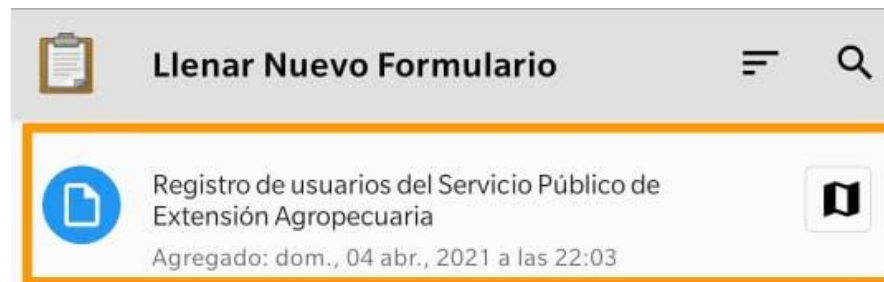 Llenar Nuevo Formulario
Registro de usuarios del Servicio Público de
Extensión Agropecuaria
Agregado: dom., 04 abr., 2021 a las 22:03